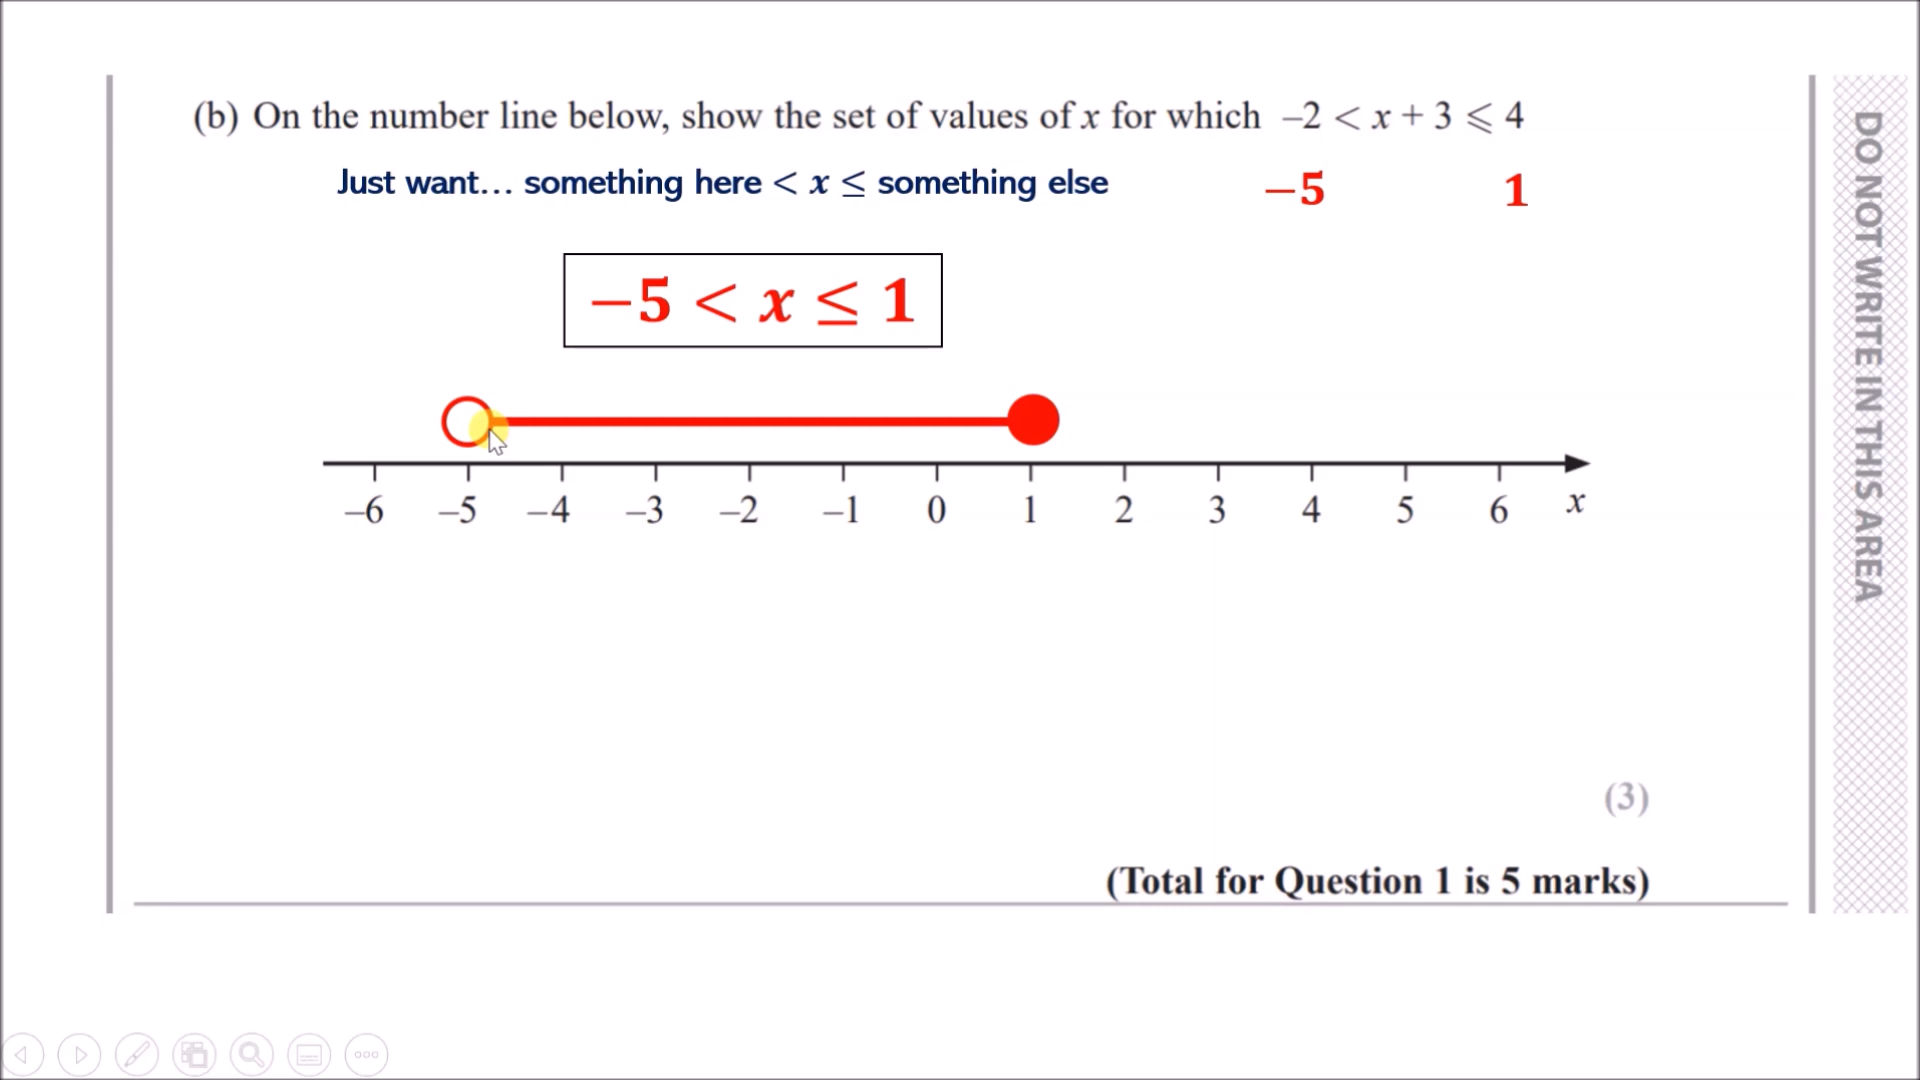 (b) On the number line below, show the set of values of x for which –2 < x + 3 ⩽ 4
Just want... something here < x ≤ something else –5 1
–5 < x ≤ 1
–6 –5 –4 –3 –2 –1 0 1 2 3 4 5 6 x
(3)
(Total for Question 1 is 5 marks)
DO NOT WRITE IN THIS AREA